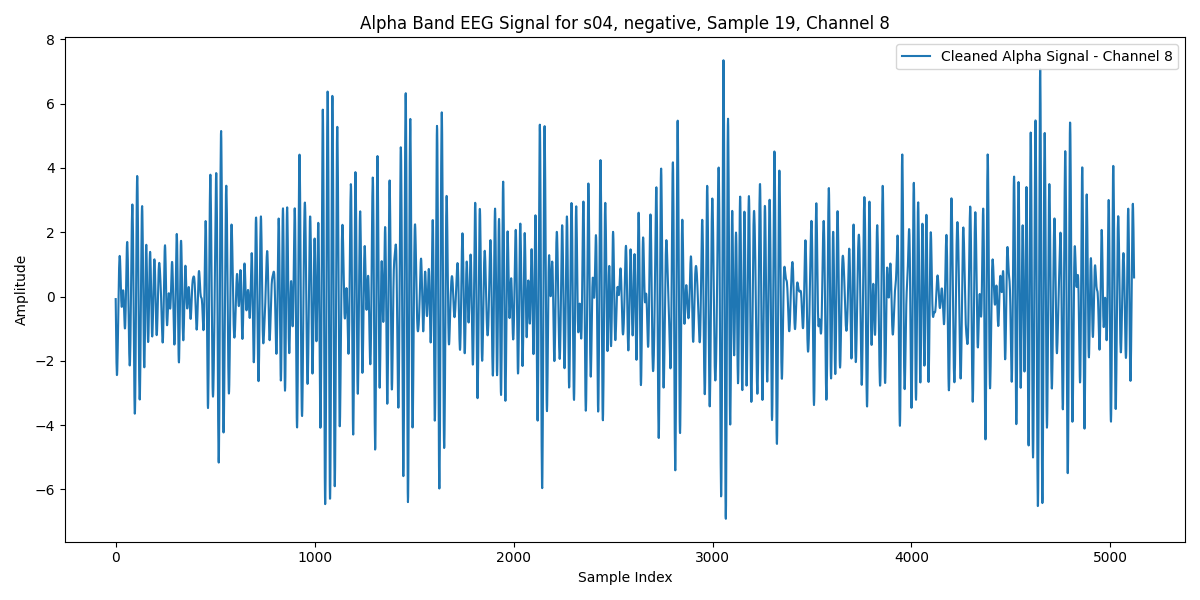 Alpha Band EEG Signal for s04, negative, Sample 19, Channel 8
Cleaned Alpha Signal - Channel 8
8
6
4
2
0
−2
−4
−6
Amplitude
0 1000 2000 3000 4000 5000
Sample Index